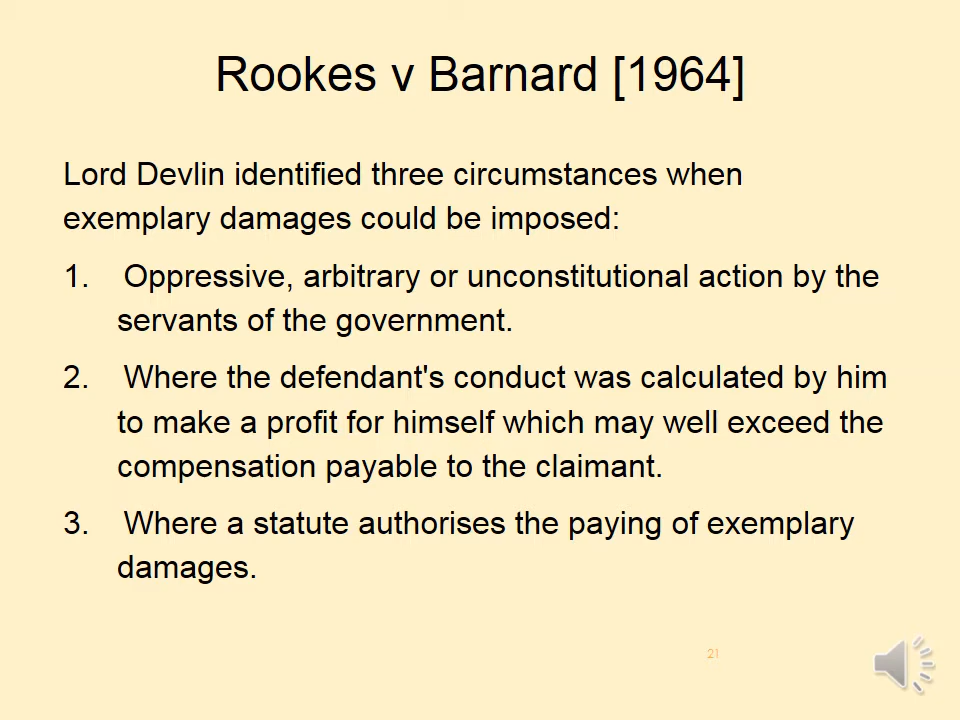 Rookes v Barnard [1964]
Lord Devlin identified three circumstances when
exemplary damages could be imposed:
1. Oppressive, arbitrary or unconstitutional action by the
servants of the government.
2. Where the defendant's conduct was calculated by him
to make a profit for himself which may well exceed the
compensation payable to the claimant.
3. Where a statute authorises the paying of exemplary
damages.
21